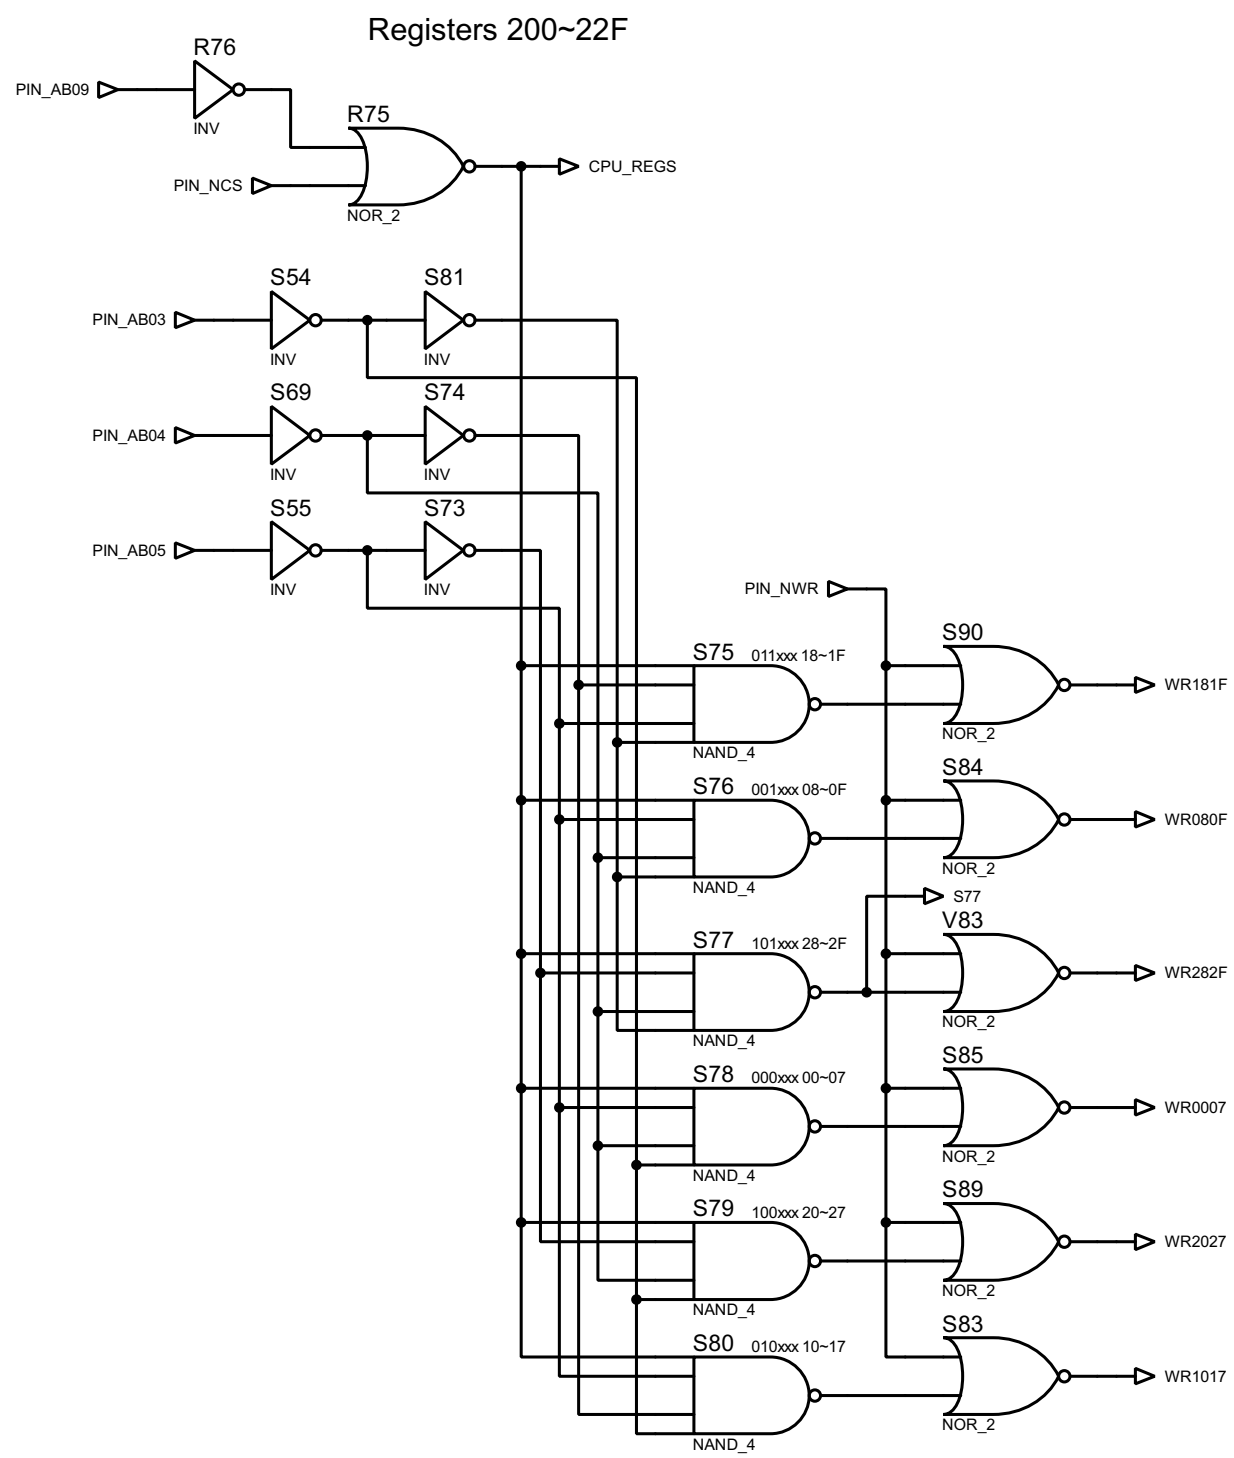 Registers 200~22F
R76
PIN_AB09
INV
R75
PIN_NCS
CPU_REGS
NOR_2
S54
S81
PIN_AB03
INV
INV
S69
S74
PIN_AB04
INV
INV
S55
S73
PIN_AB05
INV
INV
PIN_NWR
S75 011xxx 18~1F
S90
WR181F
NAND_4
NOR_2
S76 001xxx 08~0F
S84
WR080F
NAND_4
NOR_2
S77
S77 101xxx 28~2F
V83
WR282F
NAND_4
NOR_2
S78 000xxx 00~07
S85
WR0007
NAND_4
NOR_2
S79 100xxx 20~27
S89
WR2027
NAND_4
NOR_2
S80 010xxx 10~17
S83
WR1017
NAND_4
NOR_2